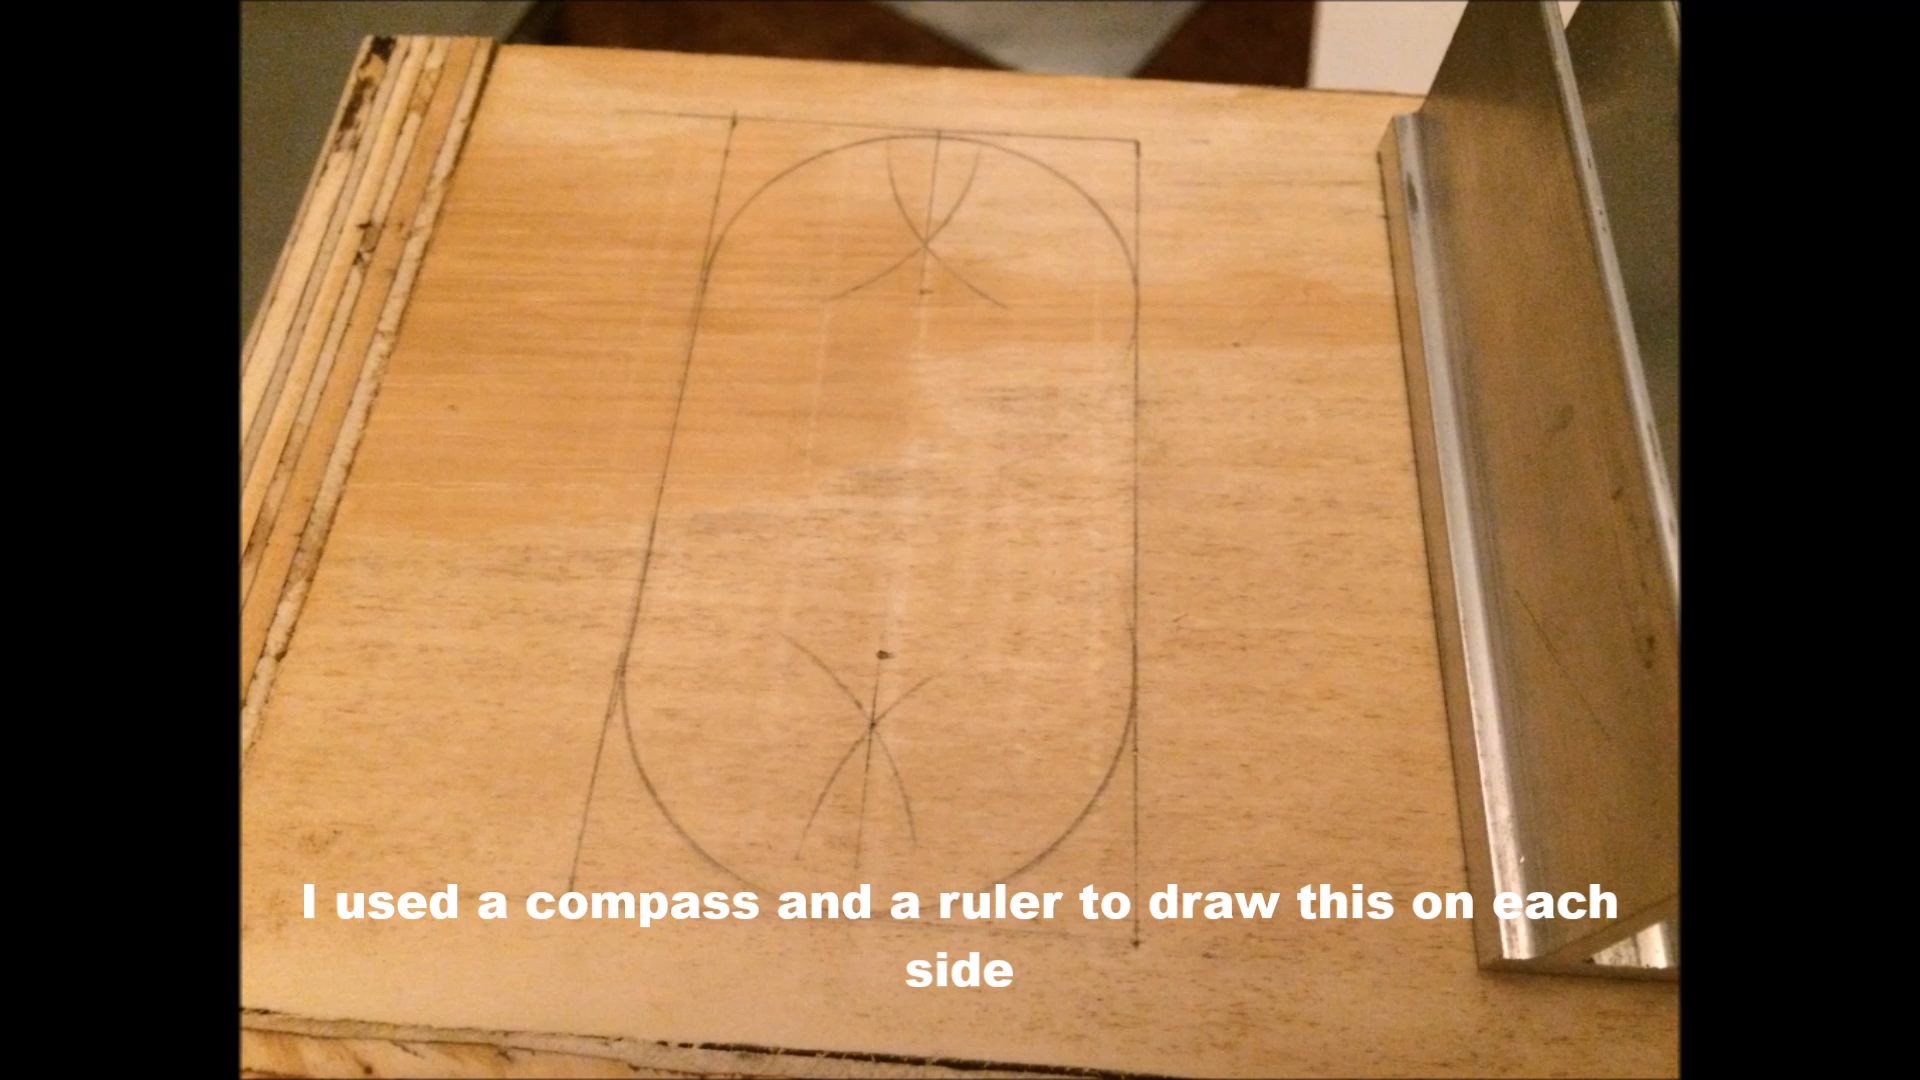 I used a compass and a ruler to draw this on each
side